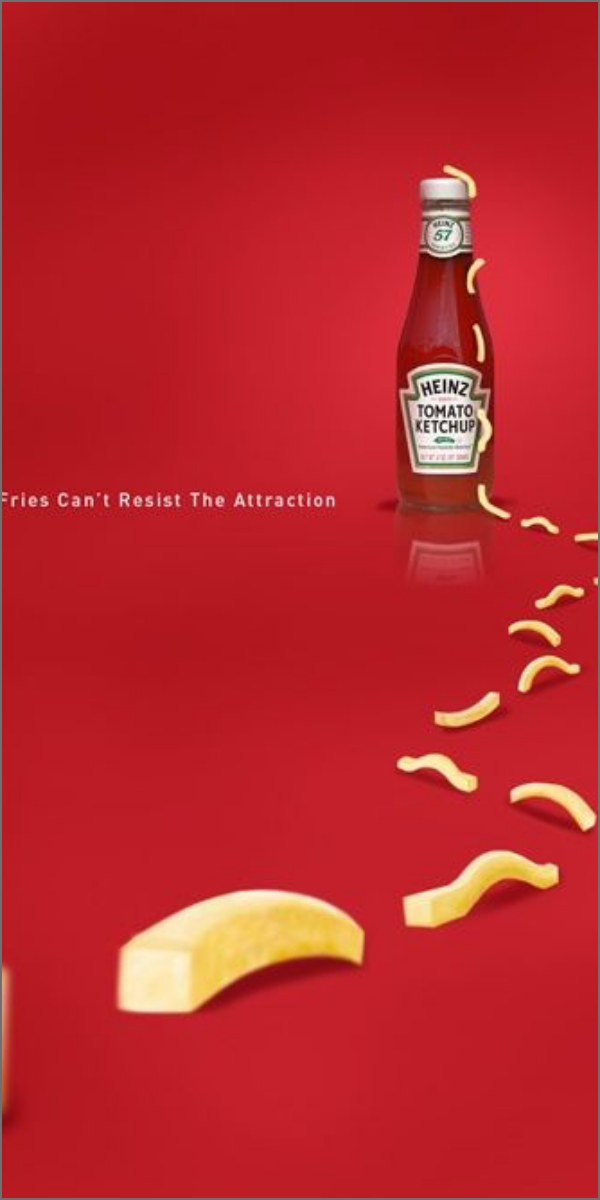 HEINZ
57
HEINZ
TOMATO
KETCHUP
Fries Can't Resist The Attraction